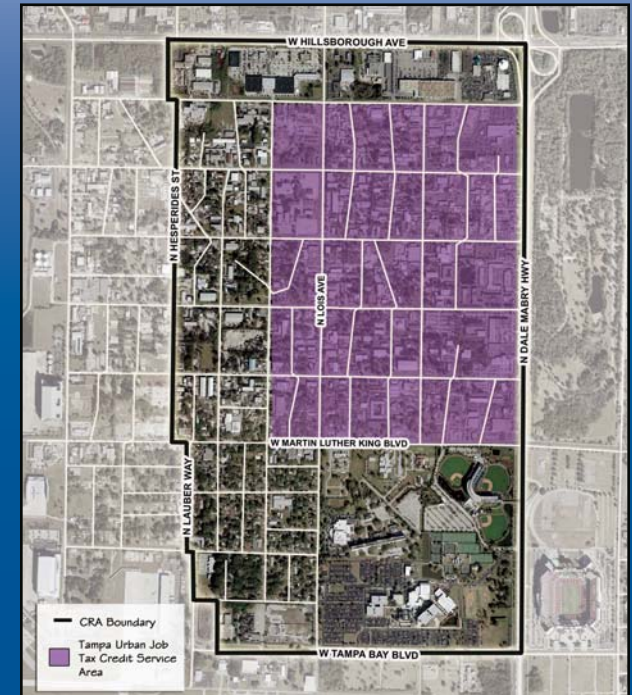 W HILLSBOROUGH AVE
N HESPERIDES ST
N LOIS AVE
N DALE MABRY HWY
W MARTIN LUTHER KING BLVD
N LAUBER WAY
W TAMPA BAY BLVD
CRA Boundary
Tampa Urban Job
Tax Credit Service
Area